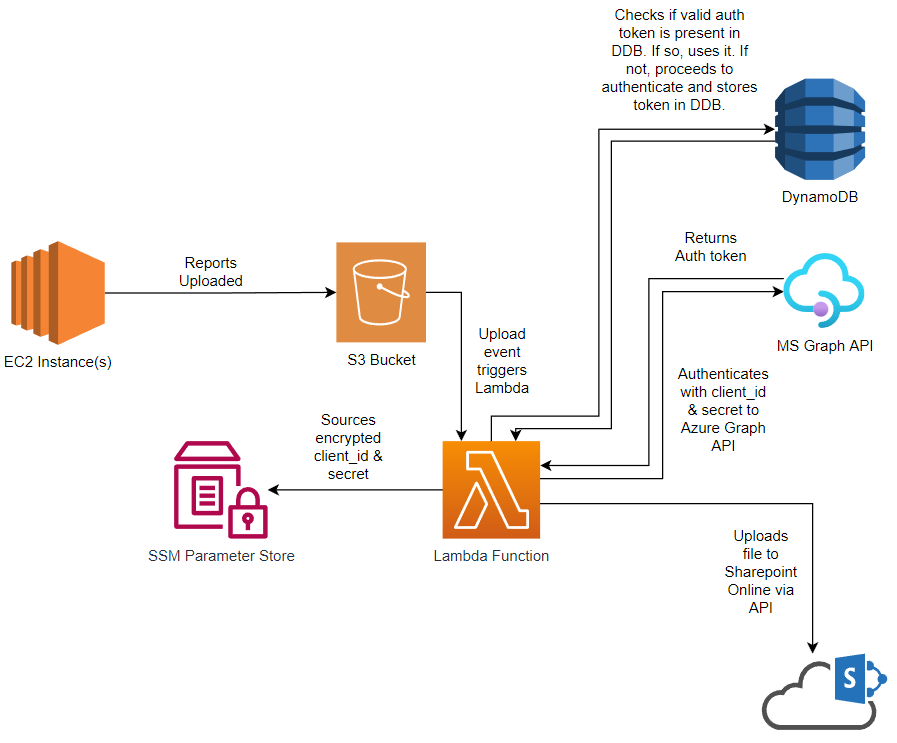 Checks if valid auth
token is present in
DDB. If so, uses it. If
not, proceeds to
authenticate and stores
token in DDB.
DynamoDB
Returns
Auth token
MS Graph API
Reports
Uploaded
EC2 Instance(s)
S3 Bucket
Upload
event
triggers
Lambda
Authenticates
with client_id
& secret to
Azure Graph
API
Sources
encrypted
client_id &
secret
SSM Parameter Store
Lambda Function
Uploads
file to
Sharepoint
Online via
API
S